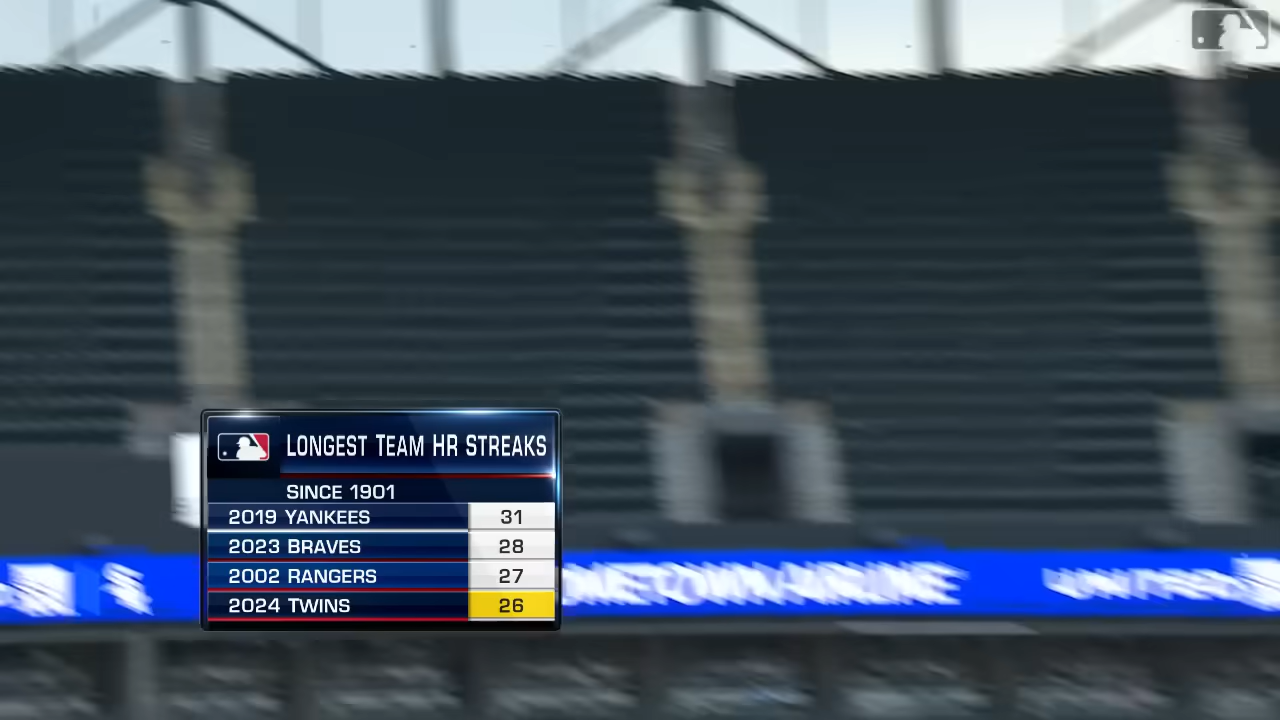 LONGEST TEAM HR STREAKS
SINCE 1901
2019 YANKEES 31
2023 BRAVES 28
2002 RANGERS 27
2024 TWINS 26